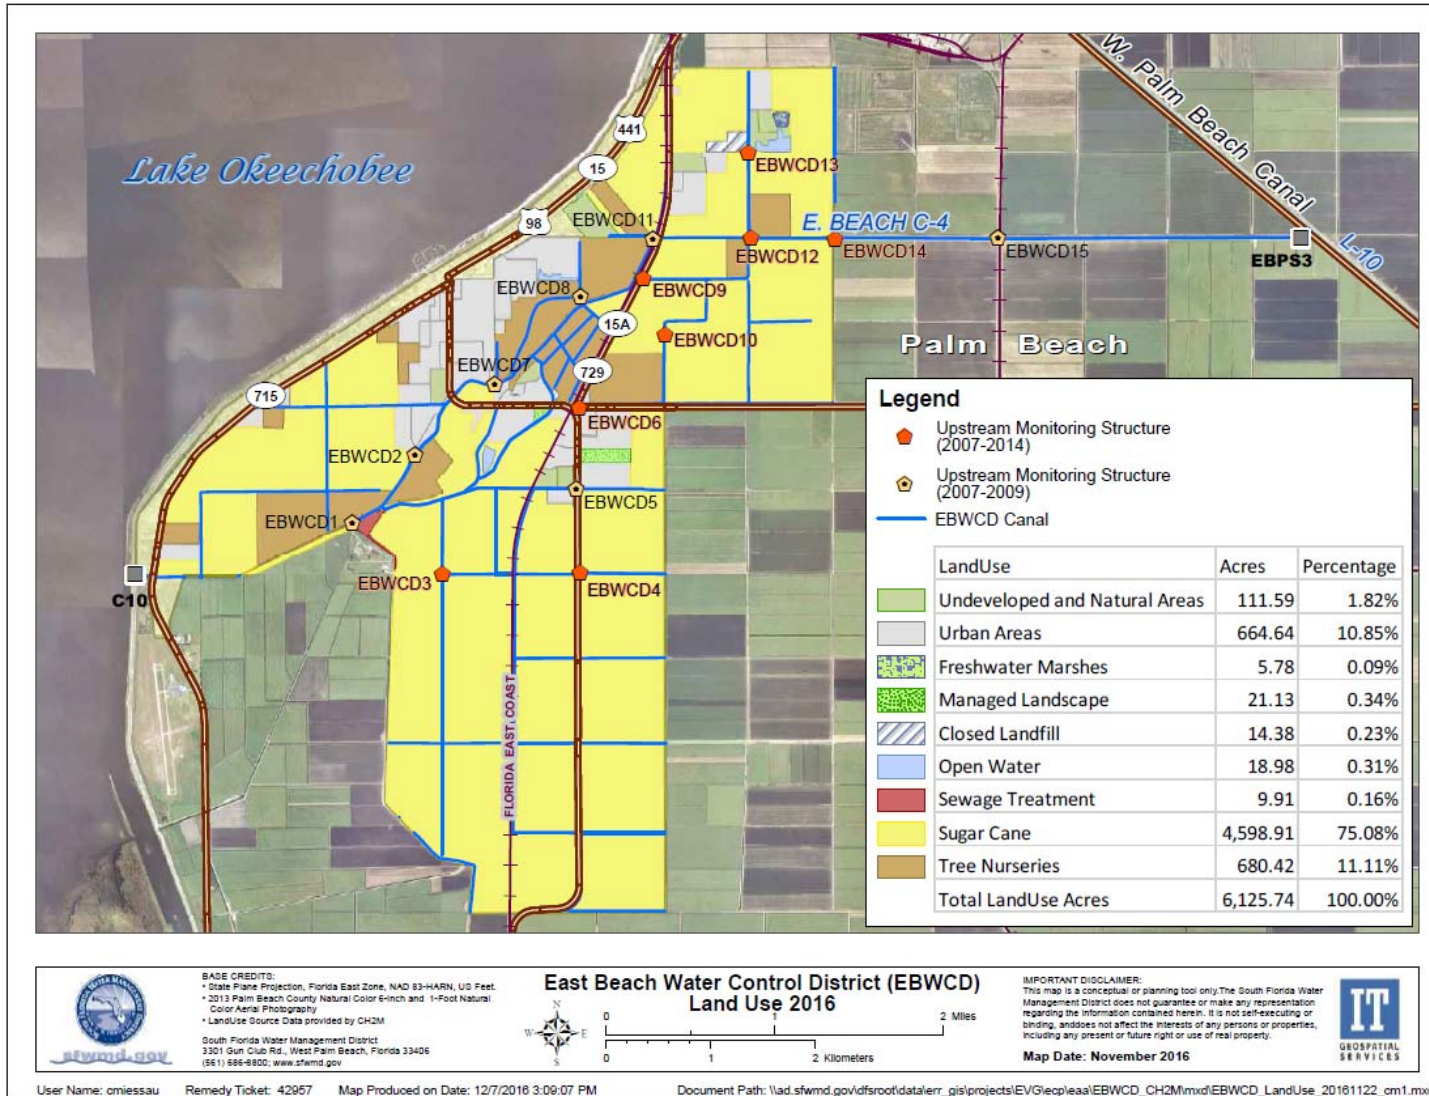 441
15
Lake Okeechobee
98
W. Palm Beach Canal
L-10
EBWCD13
EBWCD11
E. BEACH C-4
EBWCD12
EBWCD14
EBWCD15
EBPS3
EBWCD8
EBWCD9
15A
EBWCD10
Palm Beach
EBWCD7
729
715
EBWCD6
EBWCD2
EBWCD5
EBWCD1
EBWCD3
EBWCD4
C10
FLORIDA EAST COAST
Legend
Upstream Monitoring Structure
(2007-2014)
Upstream Monitoring Structure
(2007-2009)
EBWCD Canal
LandUse Acres Percentage
Undeveloped and Natural Areas 111.59 1.82%
Urban Areas 664.64 10.85%
Freshwater Marshes 5.78 0.09%
Managed Landscape 21.13 0.34%
Closed Landfill 14.38 0.23%
Open Water 18.98 0.31%
Sewage Treatment 9.91 0.16%
Sugar Cane 4,598.91 75.08%
Tree Nurseries 680.42 11.11%
Total LandUse Acres 6,125.74 100.00%
sfwmd.gov
BASE CREDITS:
• State Plane Projection, Florida East Zone, NAD 83-HARN, US Feet.
• 2013 Palm Beach County Natural Color 6-Inch and 1-Foot Natural
Color Aerial Photography
• LandUse Source Data provided by CH2M
South Florida Water Management District
3301 Gun Club Rd., West Palm Beach, Florida 33406
(561) 686-8800; www.sfwmd.gov
East Beach Water Control District (EBWCD)
Land Use 2016
N
W E
S
0 1 2 Miles
0 1 2 Kilometers
IMPORTANT DISCLAIMER:
This map is a conceptual or planning tool only.The South Florida Water
Management District does not guarantee or make any representation
regarding the information contained herein. It is not self-executing or
binding, anddoes not affect the interests of any persons or properties,
including any present or future right or use of real property.
Map Date: November 2016
IT
GEOSPATIAL
SERVICES
User Name: cmiessau Remedy Ticket: 42957 Map Produced on Date: 12/7/2016 3:09:07 PM Document Path: \\ad.sfwmd.gov\dfsroot\data\err_gis\projects\EVG\ecp\eaa\EBWCD_CH2M\mxd\EBWCD_LandUse_20161122_cm1.mx